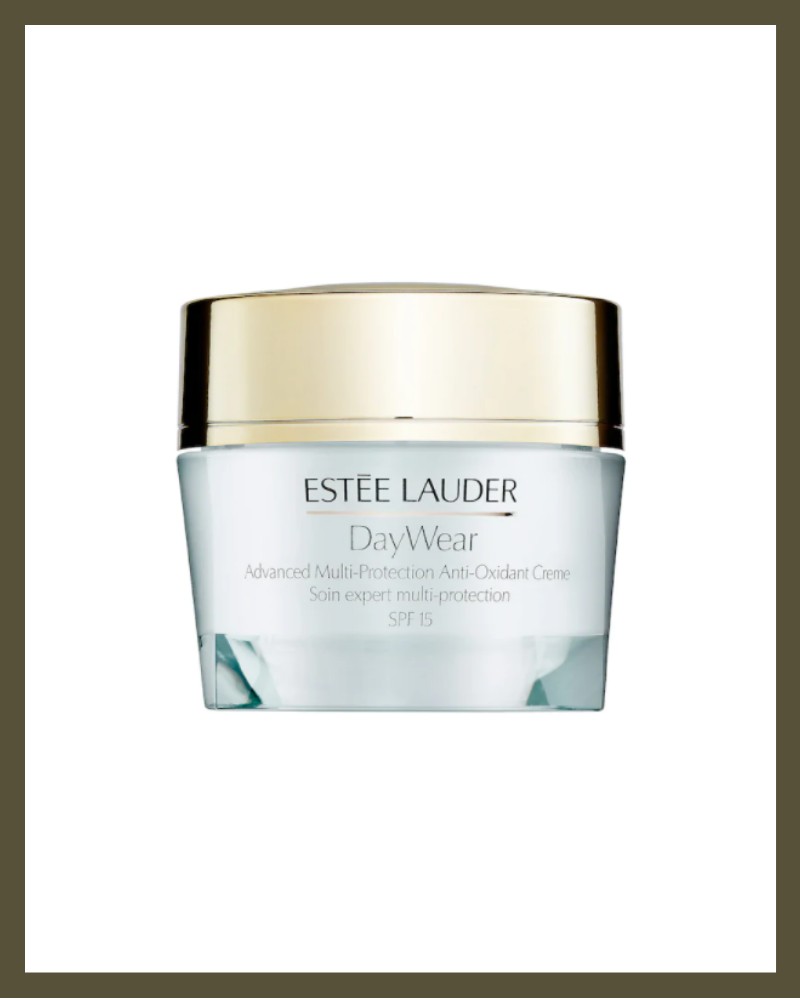 ESTĒE LAUDER
DayWear
Advanced Multi-Protection Anti-Oxidant Creme
Soin expert multi-protection
SPF 15